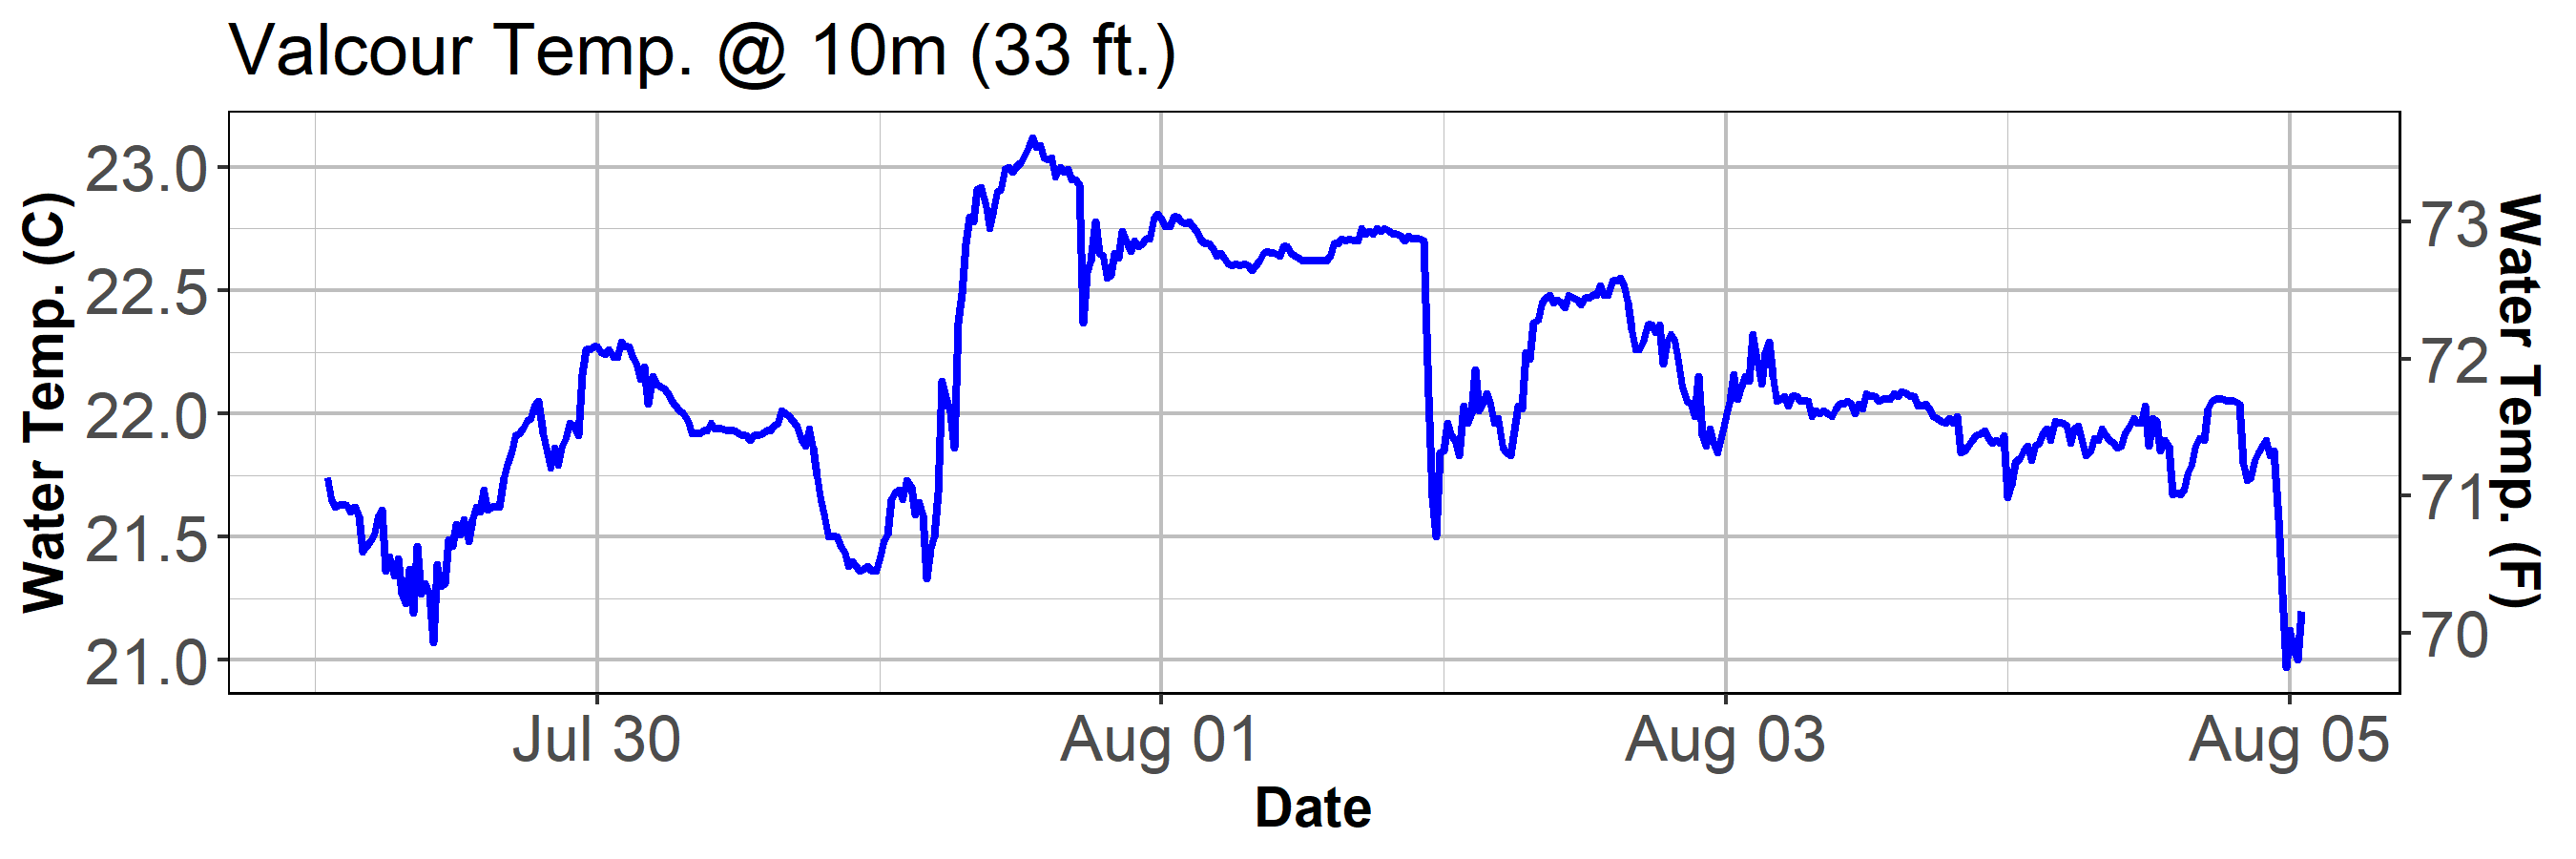 Valcour Temp. @ 10m (33 ft.)
Water Temp. (C)
23.0
22.5
22.0
21.5
21.0
73
72
71
70
Water Temp. (F)
Jul 30
Aug 01
Aug 03
Aug 05
Date